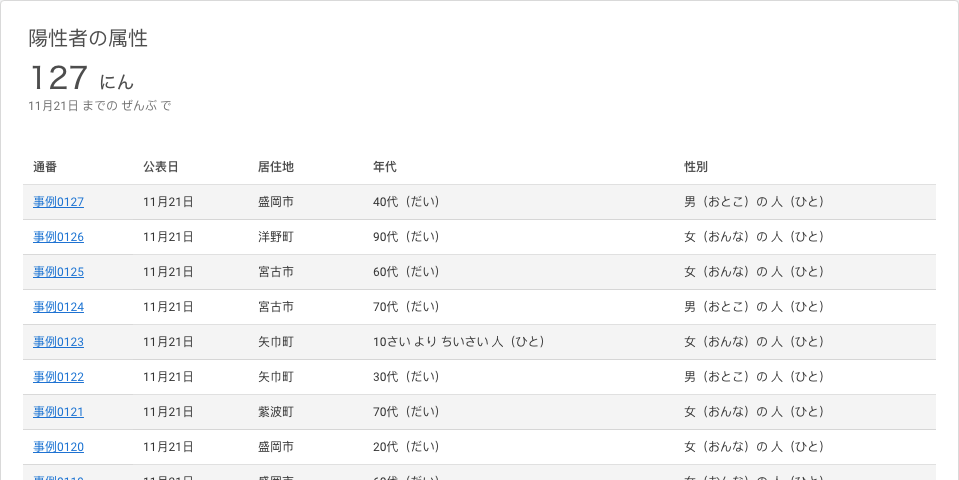 陽性者の属性
127 にん
11月21日 までの ぜんぶ で
通番 公表日 居住地 年代 性別
事例0127 11月21日 盛岡市 40代（だい） 男（おとこ）の 人（ひと）
事例0126 11月21日 洋野町 90代（だい） 女（おんな）の 人（ひと）
事例0125 11月21日 宮古市 60代（だい） 女（おんな）の 人（ひと）
事例0124 11月21日 宮古市 70代（だい） 男（おとこ）の 人（ひと）
事例0123 11月21日 矢巾町 10さい より ちいさい 人（ひと） 女（おんな）の 人（ひと）
事例0122 11月21日 矢巾町 30代（だい） 男（おとこ）の 人（ひと）
事例0121 11月21日 紫波町 70代（だい） 女（おんな）の 人（ひと）
事例0120 11月21日 盛岡市 20代（だい） 女（おんな）の 人（ひと）